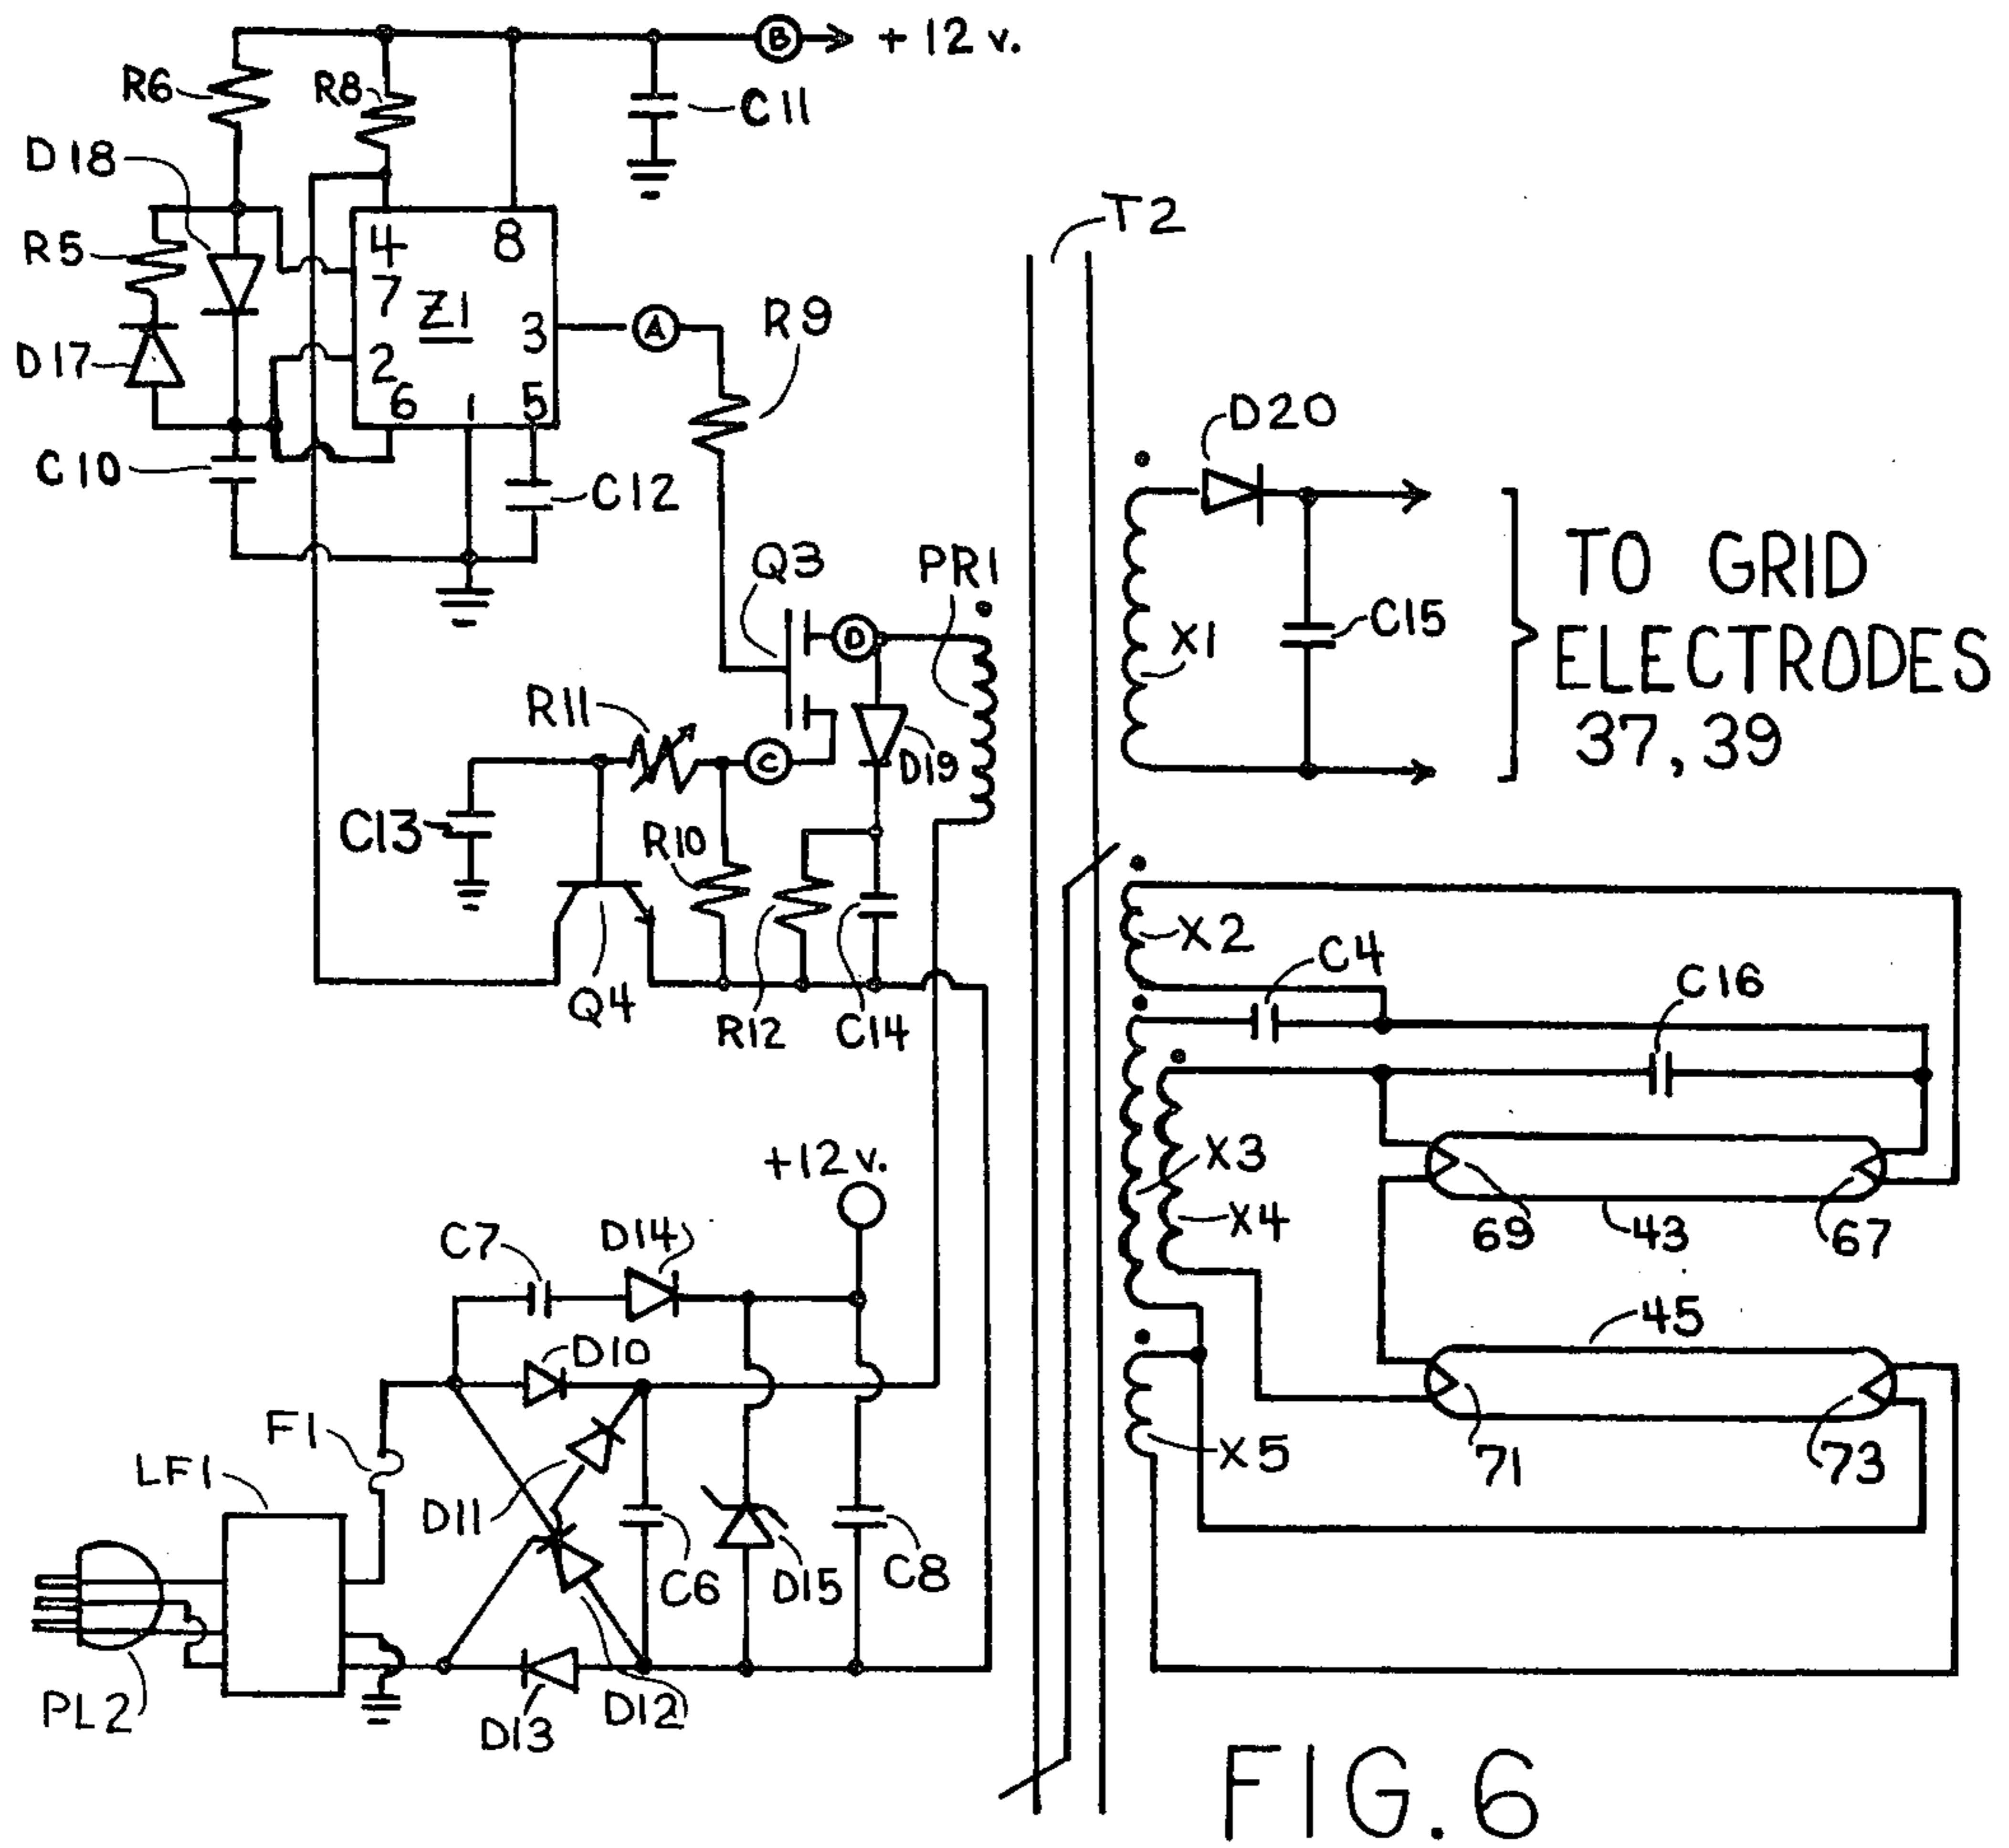 B
+12 v.
R6
R8
C11
D18
T2
R5
4
8
7
Z1
3
A
R9
D17
2
6
1
5
D20
C10
C12
TO GRID
ELECTRODES
37, 39
Q3
PR1
D
X1
C15
R11
C
D19
C13
R10
X2
C4
C16
Q4
R12
C14
+12 v.
X3
X4
69
43
67
C7
D14
D10
45
F1
LF1
X5
71
73
D11
C6
D15
C8
PL2
D13
D12
FIG. 6